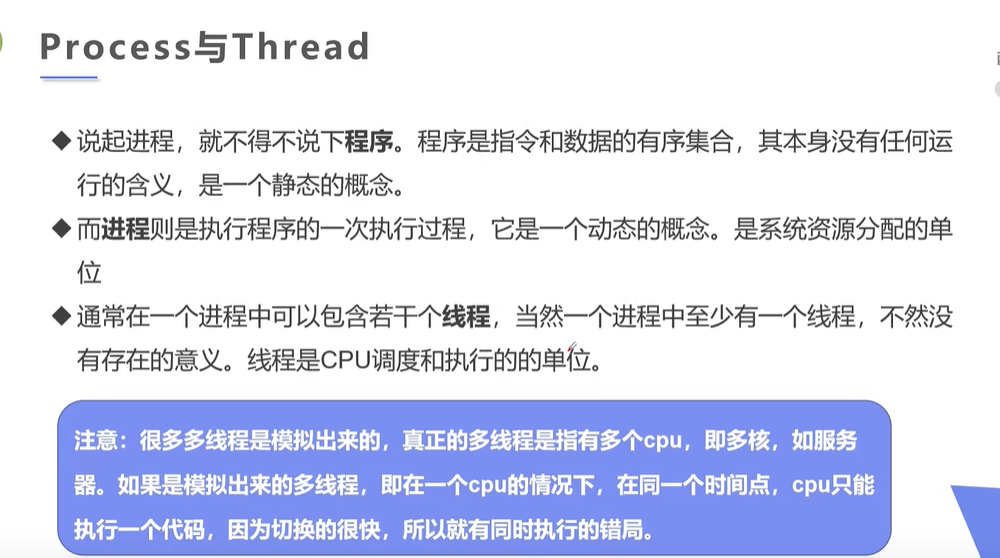 Process与Thread
◆说起进程，就不得不说下程序。程序是指令和数据的有序集合，其本身没有任何运
行的含义，是一个静态的概念。
◆而进程则是执行程序的一次执行过程，它是一个动态的概念。是系统资源分配的单
位
◆通常在一个进程中可以包含若干个线程，当然一个进程中至少有一个线程，不然没
有存在的意义。线程是CPU调度和执行的的单位。
注意：很多多线程是模拟出来的，真正的多线程是指有多个cpu，即多核，如服务
器。如果是模拟出来的多线程，即在一个cpu的情况下，在同一个时间点，cpu只能
执行一个代码，因为切换的很快，所以就有同时执行的错局。